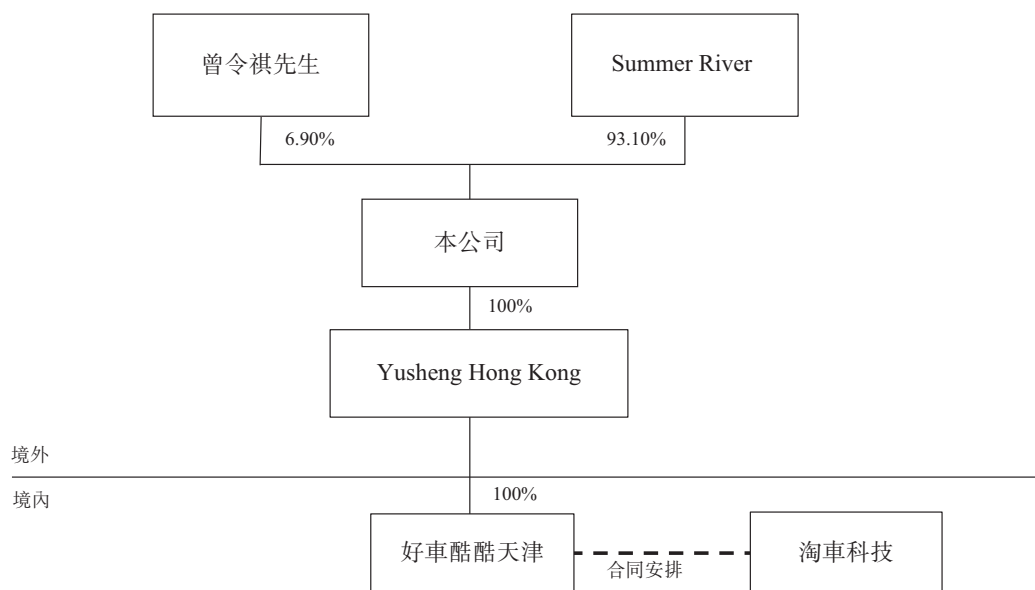 曾令祺先生
Summer River
6.90%
93.10%
本公司
100%
Yusheng Hong Kong
境外
境內
100%
好車酷酷天津
合同安排
淘車科技